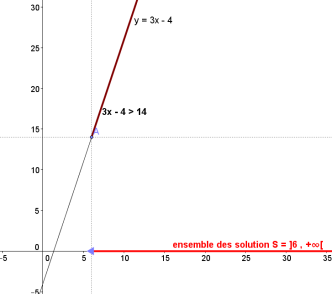 30
y = 3x - 4
25
20
3x - 4 > 14
15
A
10
5
ensemble des solution S = ]6 , +∞[
0
-5 0 5 10 15 20 25 30 35
-5